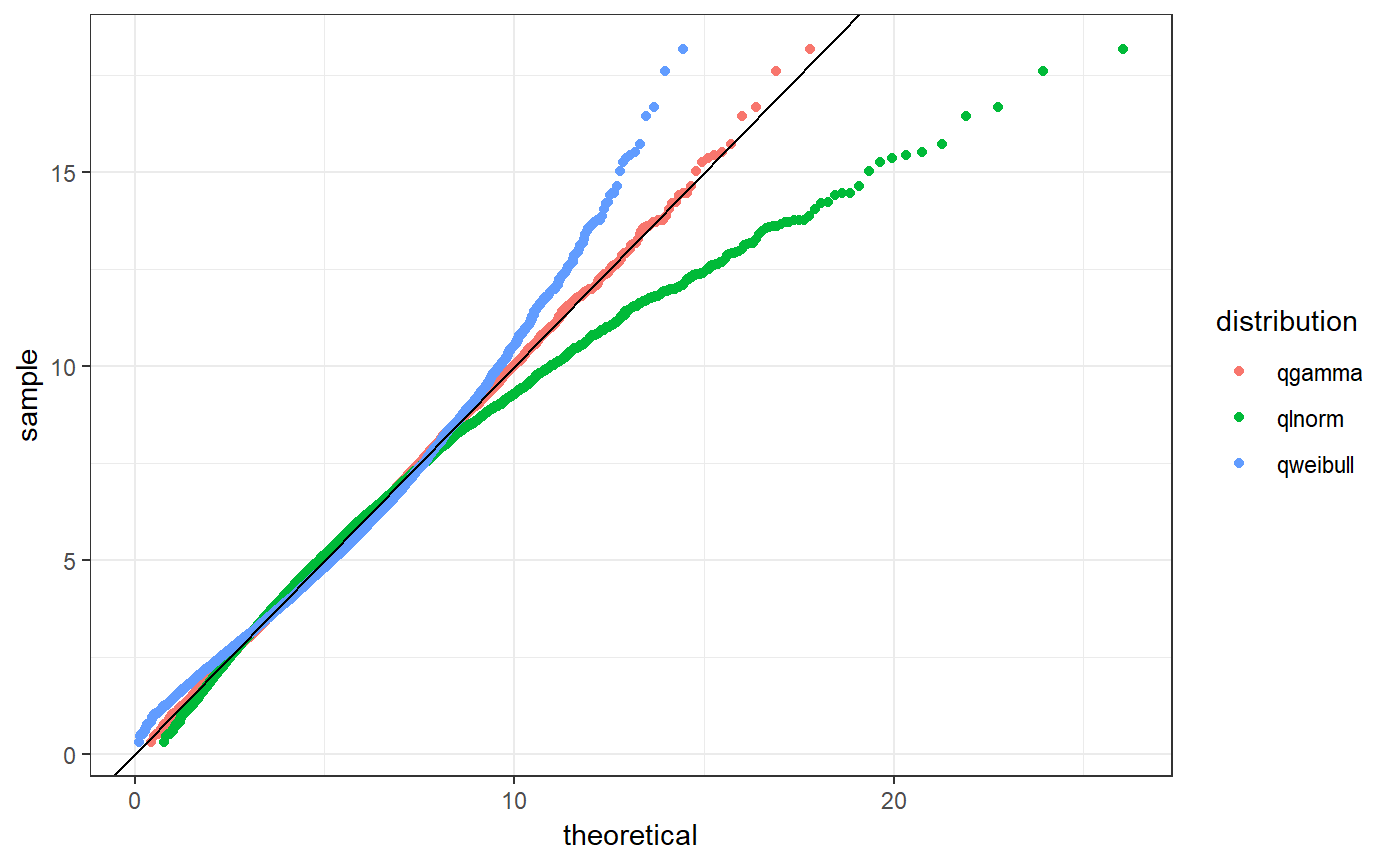 sample
15
10
5
0
0 10 20
theoretical
distribution
qgamma
qlnorm
qweibull